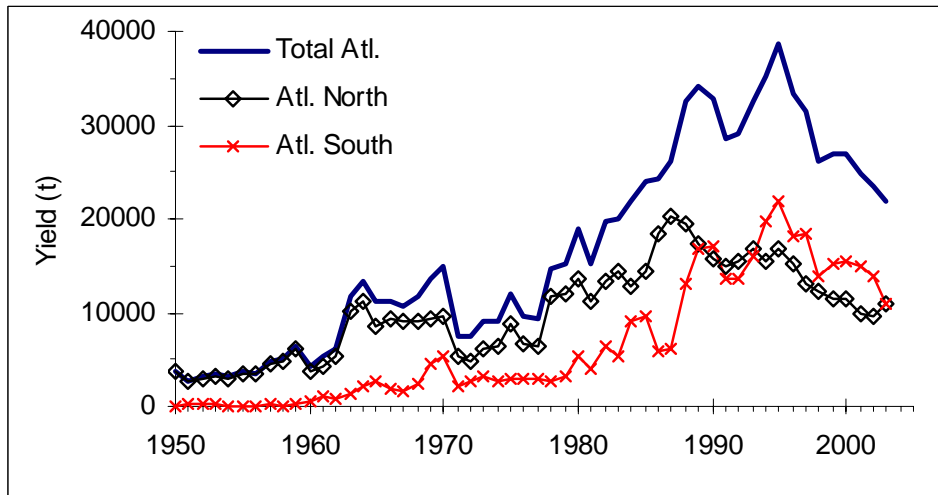 40000
30000
20000
10000
0
Yield (t)
Total Atl.
Atl. North
Atl. South
1950 1960 1970 1980 1990 2000